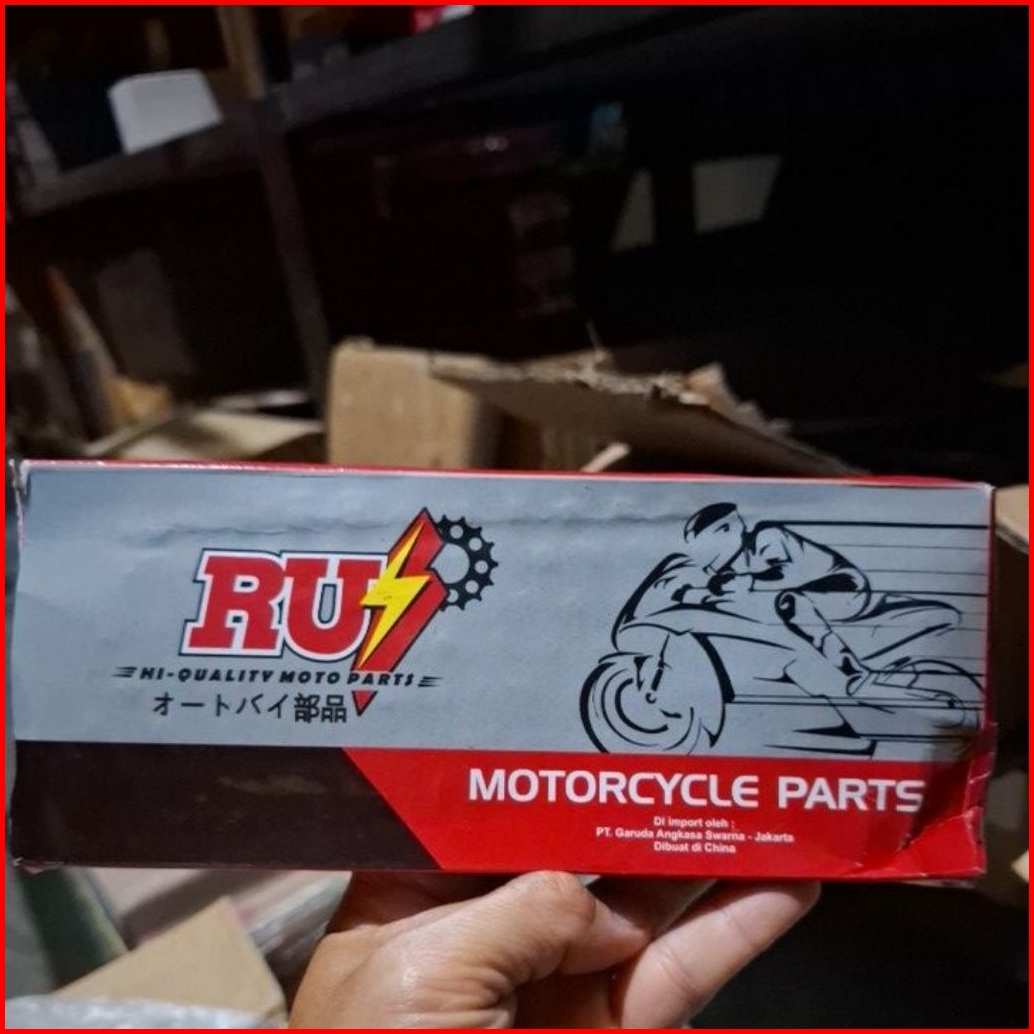 RU
HI-QUALITY MOTO PARTS
オートバイ部品
MOTORCYCLE PARTS
Di import oleh :
PT. Garuda Angkasa Swarna - Jakarta
Dibuat di China